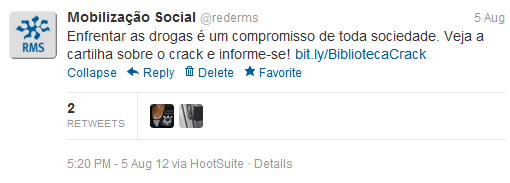 RMS
Mobilização Social @rederms 5 Aug
Enfrentar as drogas é um compromisso de toda sociedade. Veja a
cartilha sobre o crack e informe-se! bit.ly/BibliotecaCrack
Collapse Reply Delete Favorite
2
RETWEETS
5:20 PM - 5 Aug 12 via HootSuite · Details